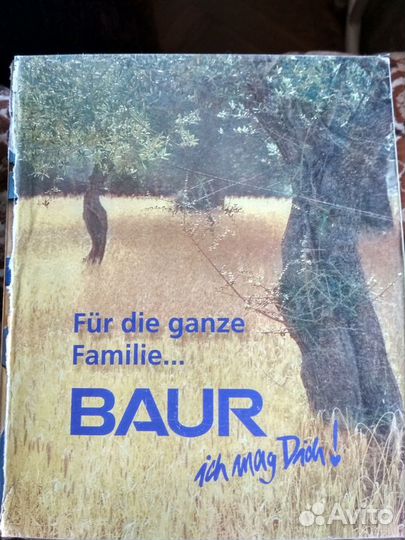 Für die ganze
Familie...
BAUR
ich mag Dich!
Avito